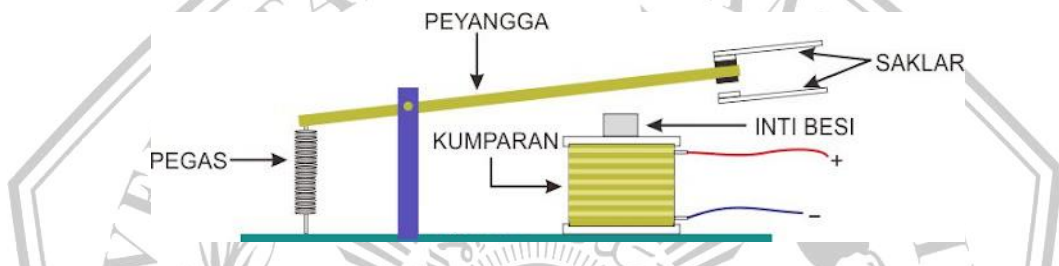 PEYANGGA
SAKLAR
KUMPARAN
INTI BESI
PEGAS
+
−